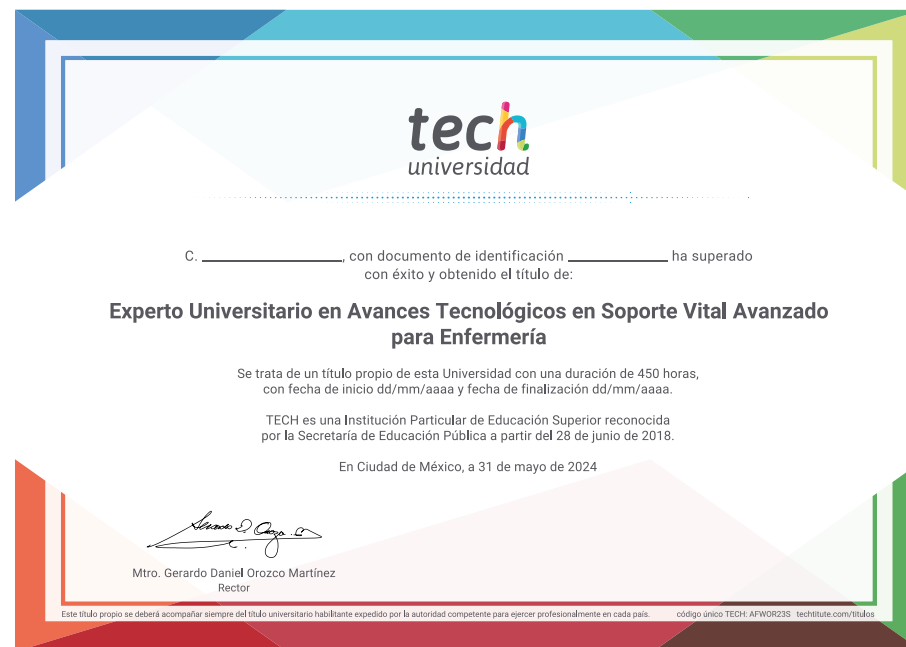 tech
universidad
C. ____________, con documento de identificación ____________ ha superado
con éxito y obtenido el título de:
Experto Universitario en Avances Tecnológicos en Soporte Vital Avanzado
para Enfermería
Se trata de un título propio de esta Universidad con una duración de 450 horas,
con fecha de inicio dd/mm/aaaa y fecha de finalización dd/mm/aaaa.
TECH es una Institución Particular de Educación Superior reconocida
por la Secretaría de Educación Pública a partir del 28 de junio de 2018.
En Ciudad de México, a 31 de mayo de 2024
Mtro. Gerardo Daniel Orozco Martínez
Rector
Este título propio se deberá acompañar siempre del título universitario habilitante expedido por la autoridad competente para ejercer profesionalmente en cada país. código único TECH: AFWOR23S techtitute.com/titulos